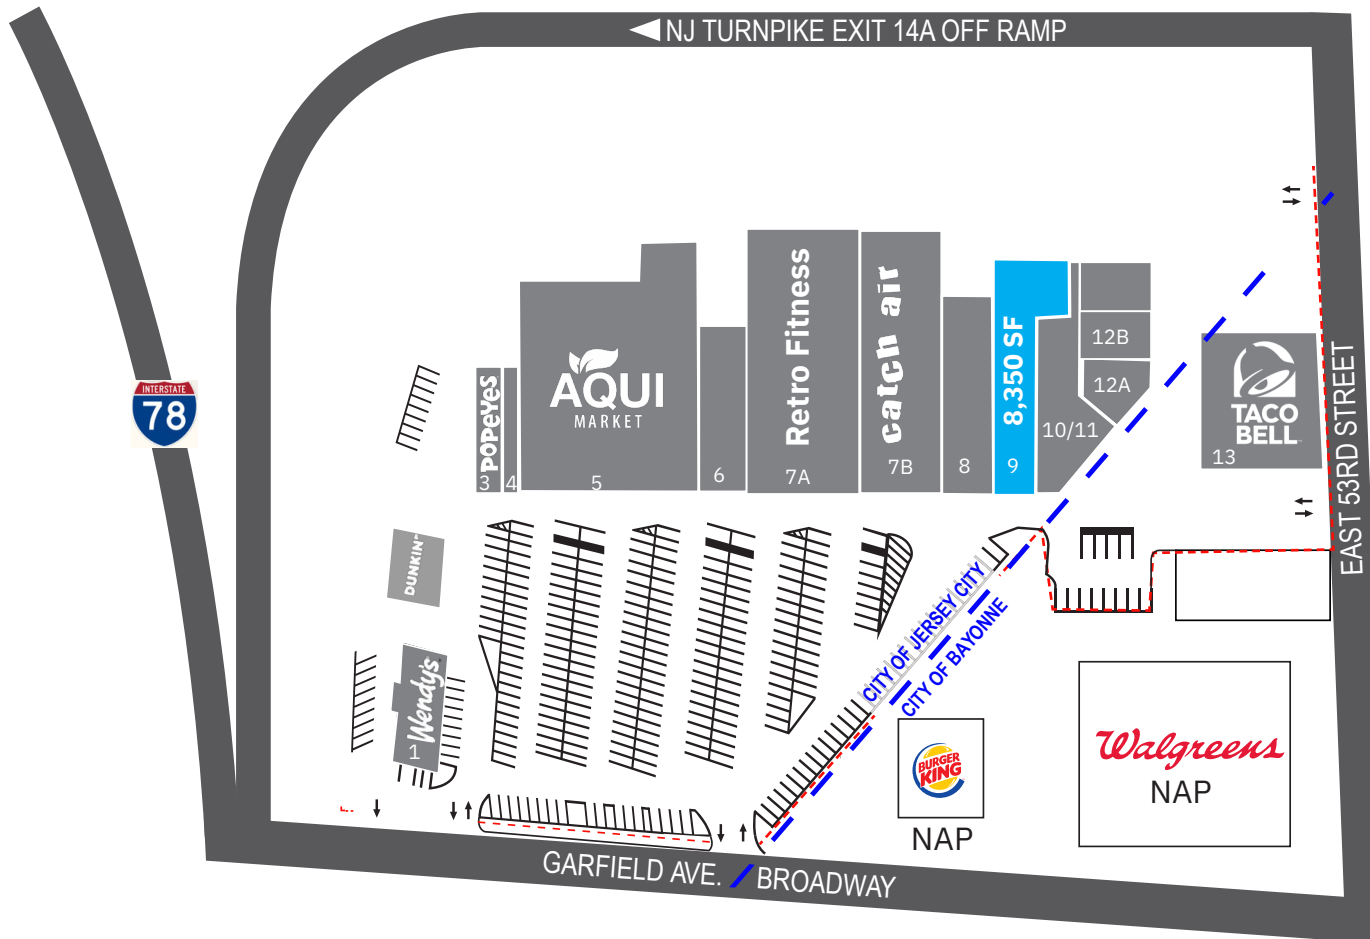 NJ TURNPIKE EXIT 14A OFF RAMP
INTERSTATE
78
POPEYES
3
4
AQUI
MARKET
5
6
Retro Fitness
7A
catch air
7B
8
8,350 SF
9
10/11
12B
12A
TACO
BELL
13
EAST 53RD STREET
DUNKIN'
Wendy's
1
CITY OF JERSEY CITY
CITY OF BAYONNE
BURGER
KING
NAP
Walgreens
NAP
GARFIELD AVE.
BROADWAY